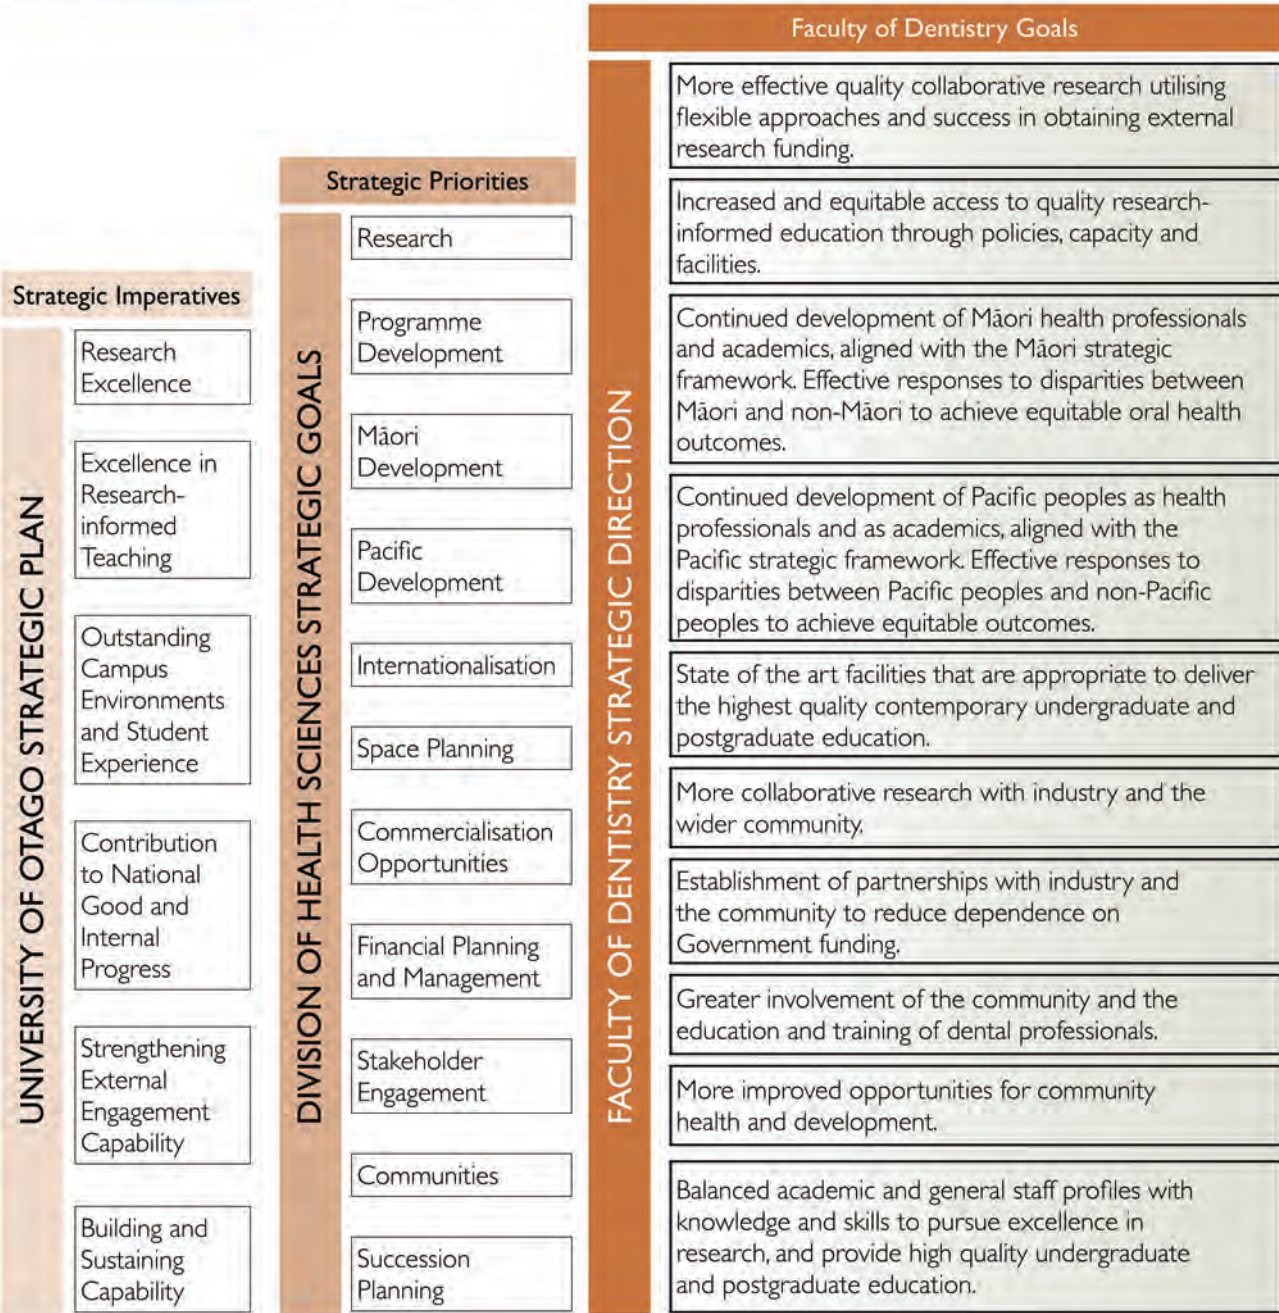 Strategic Imperatives
UNIVERSITY OF OTAGO STRATEGIC PLAN
Research
Excellence
Excellence in
Research-
informed
Teaching
Outstanding
Campus
Environments
and Student
Experience
Contribution
to National
Good and
Internal
Progress
Strengthening
External
Engagement
Capability
Building and
Sustaining
Capability
Strategic Priorities
DIVISION OF HEALTH SCIENCES STRATEGIC GOALS
Research
Programme
Development
Māori
Development
Pacific
Development
Internationalisation
Space Planning
Commercialisation
Opportunities
Financial Planning
and Management
Stakeholder
Engagement
Communities
Succession
Planning
Faculty of Dentistry Goals
FACULTY OF DENTISTRY STRATEGIC DIRECTION
More effective quality collaborative research utilising
flexible approaches and success in obtaining external
research funding.
Increased and equitable access to quality research-
informed education through policies, capacity and
facilities.
Continued development of Māori health professionals
and academics, aligned with the Māori strategic
framework. Effective responses to disparities between
Māori and non-Māori to achieve equitable oral health
outcomes.
Continued development of Pacific peoples as health
professionals and as academics, aligned with the
Pacific strategic framework. Effective responses to
disparities between Pacific peoples and non-Pacific
peoples to achieve equitable outcomes.
State of the art facilities that are appropriate to deliver
the highest quality contemporary undergraduate and
postgraduate education.
More collaborative research with industry and the
wider community.
Establishment of partnerships with industry and
the community to reduce dependence on
Government funding.
Greater involvement of the community and the
education and training of dental professionals.
More improved opportunities for community
health and development.
Balanced academic and general staff profiles with
knowledge and skills to pursue excellence in
research, and provide high quality undergraduate
and postgraduate education.